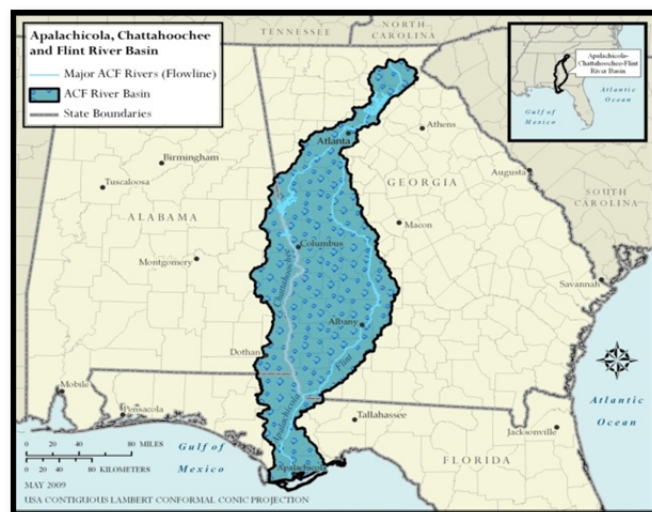 Apalachicola, Chattahoochee
and Flint River Basin
Major ACF Rivers (Flowline)
ACF River Basin
State Boundaries
TENNESSEE
NORTH
CAROLINA
Apalachicola-
Chattahoochee-Flint
River Basin
Atlantic
Ocean
Gulf of
Mexico
Athens
Atlanta
Birmingham
Tuscaloosa
Augusta
GEORGIA
SOUTH
CAROLINA
ALABAMA
Macon
Columbus
Montgomery
Chattahoochee
Savannah
Albany
Dothan
Flint
Mobile
Pensacola
Apalachicola
Tallahassee
Atlantic
Ocean
Jacksonville
Gulf of
Mexico
FLORIDA
Apalachicola
0 20 40 80 MILES
0 20 40 80 KILOMETERS
MAY 2009
USA CONTIGUOUS LAMBERT CONFORMAL CONIC PROJECTION